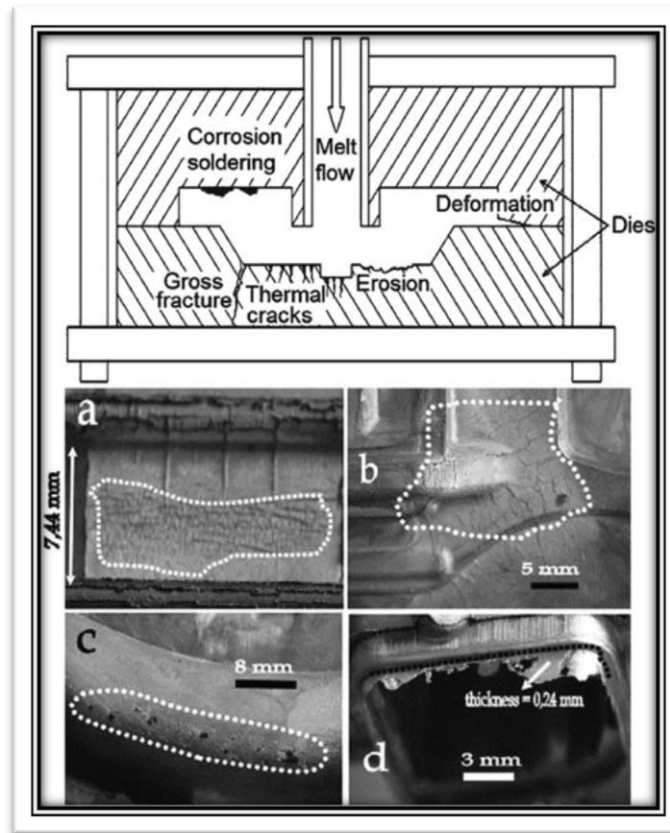 Corrosion
soldering
Melt
flow
Deformation
Dies
Gross
fracture
Thermal
cracks
Erosion
a
7,44 mm
b
5 mm
c
8 mm
thickness = 0,24 mm
d
3 mm